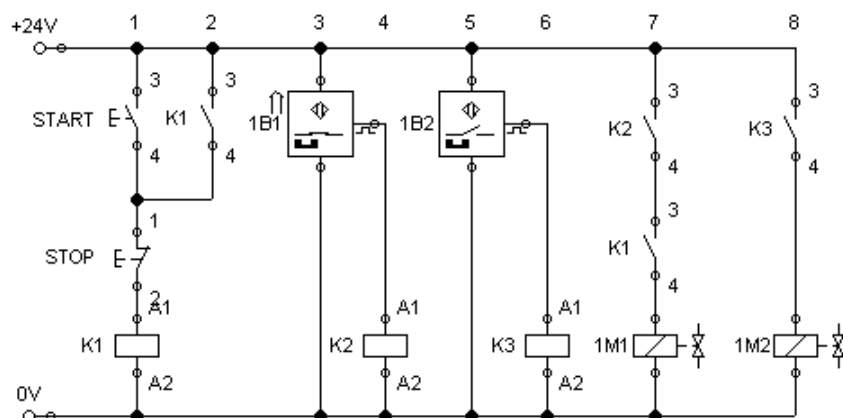 1 2 3 4 5 6 7 8
+24V
3 3 3 3
START K1 1B1 1B2 K2 K3
4 4 4 4
1 3
STOP K1
2 4
A1 A1 A1
K1 K2 K3 1M1 1M2
A2 A2 A2
0V